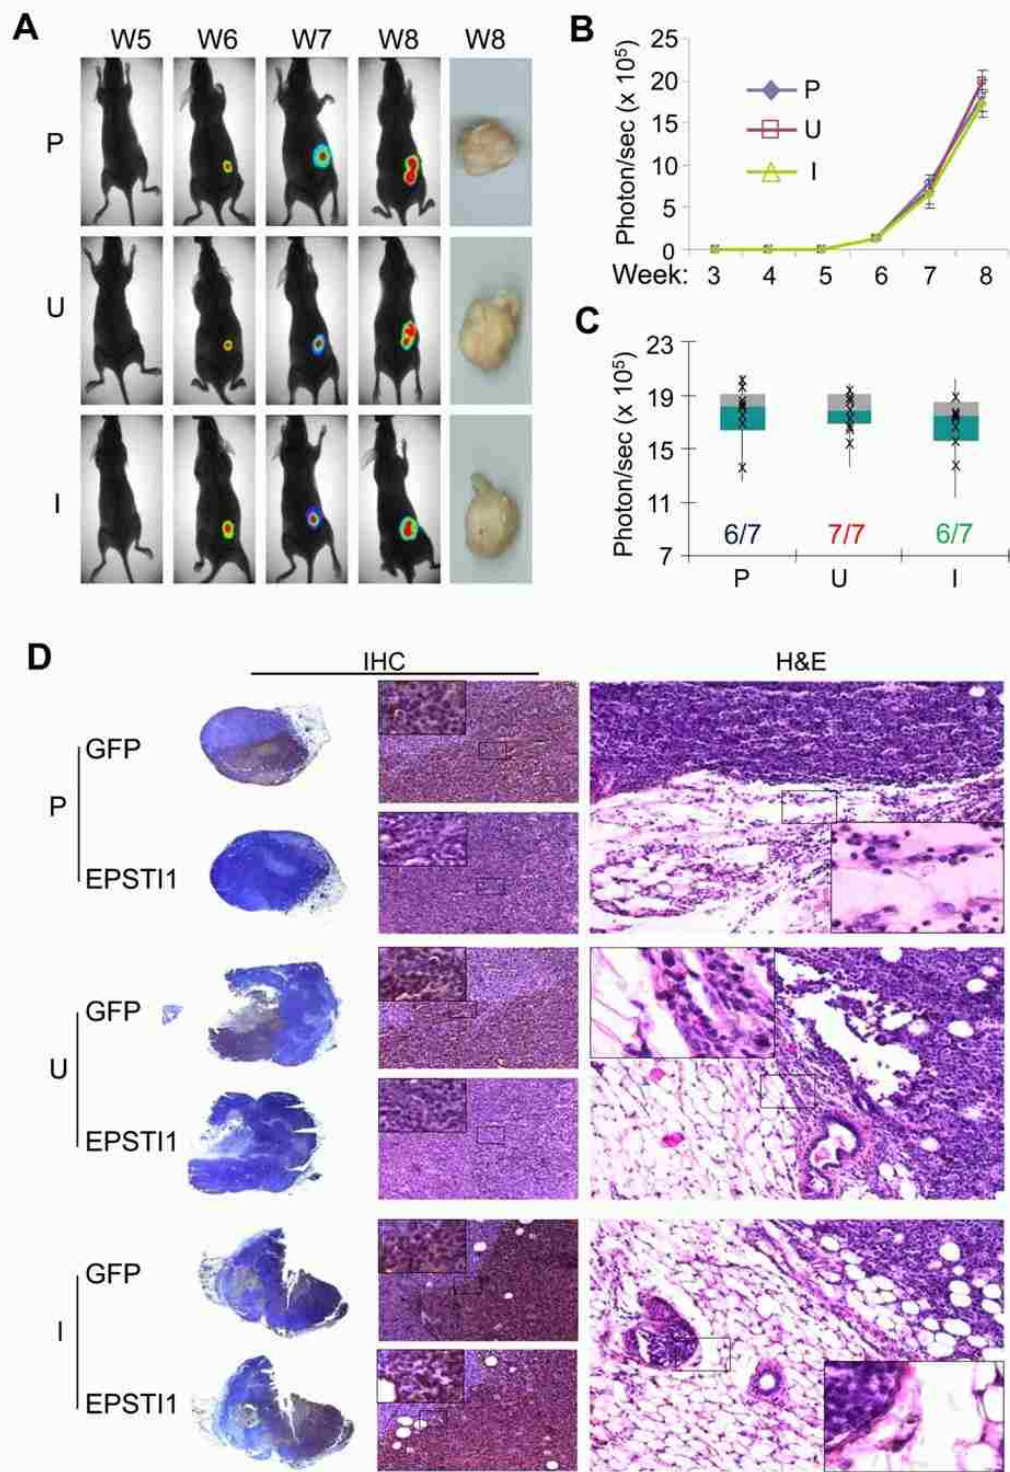 A
W5 W6 W7 W8 W8
P
U
I
B
Photon/sec (x 10⁵)
25
20
15
10
5
0
P
U
I
Week: 3 4 5 6 7 8
C
Photon/sec (x 10⁵)
23
19
15
11
7
6/7 7/7 6/7
P U I
D
IHC H&E
P
GFP
EPSTI1
U
GFP
EPSTI1
I
GFP
EPSTI1